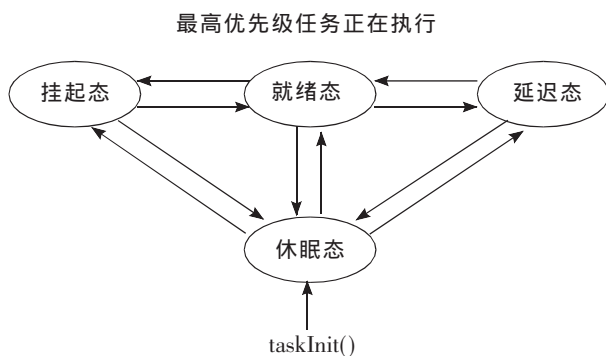 最高优先级任务正在执行
挂起态
就绪态
延迟态
休眠态
taskInit()